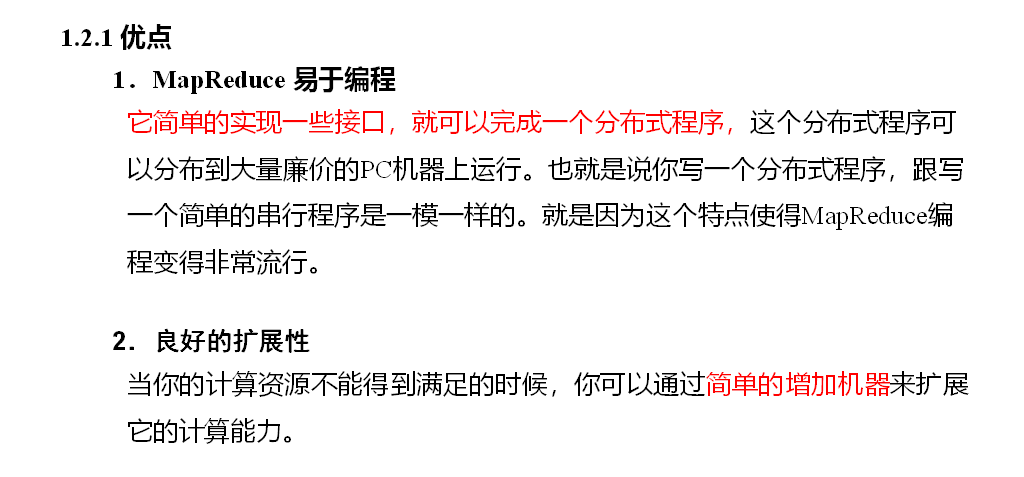 1.2.1 优点
1．MapReduce 易于编程
它简单的实现一些接口，就可以完成一个分布式程序，这个分布式程序可
以分布到大量廉价的PC机器上运行。也就是说你写一个分布式程序，跟写
一个简单的串行程序是一模一样的。就是因为这个特点使得MapReduce编
程变得非常流行。
2．良好的扩展性
当你的计算资源不能得到满足的时候，你可以通过简单的增加机器来扩展
它的计算能力。